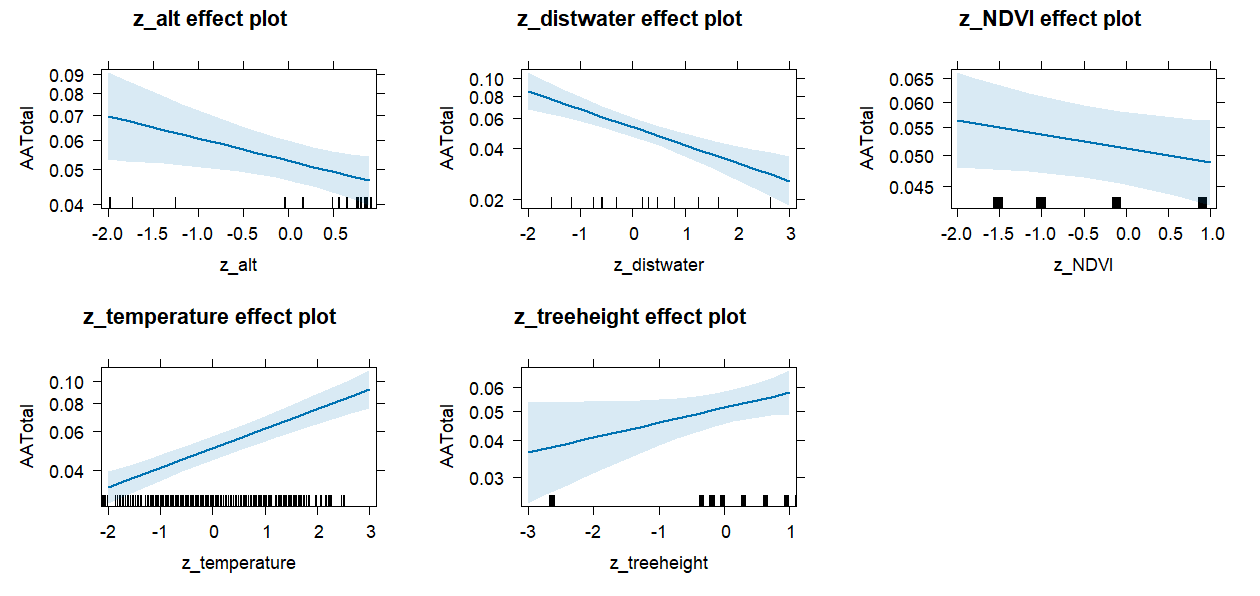 z_alt effect plot
AATotal
0.09
0.08
0.07
0.06
0.05
0.04
-2.0 -1.5 -1.0 -0.5 0.0 0.5
z_alt
z_distwater effect plot
AATotal
0.10
0.08
0.06
0.04
0.02
-2 -1 0 1 2 3
z_distwater
z_NDVI effect plot
AATotal
0.065
0.060
0.055
0.050
0.045
-2.0 -1.5 -1.0 -0.5 0.0 0.5 1.0
z_NDVI
z_temperature effect plot
AATotal
0.10
0.08
0.06
0.04
-2 -1 0 1 2 3
z_temperature
z_treeheight effect plot
AATotal
0.06
0.05
0.04
0.03
-3 -2 -1 0 1
z_treeheight